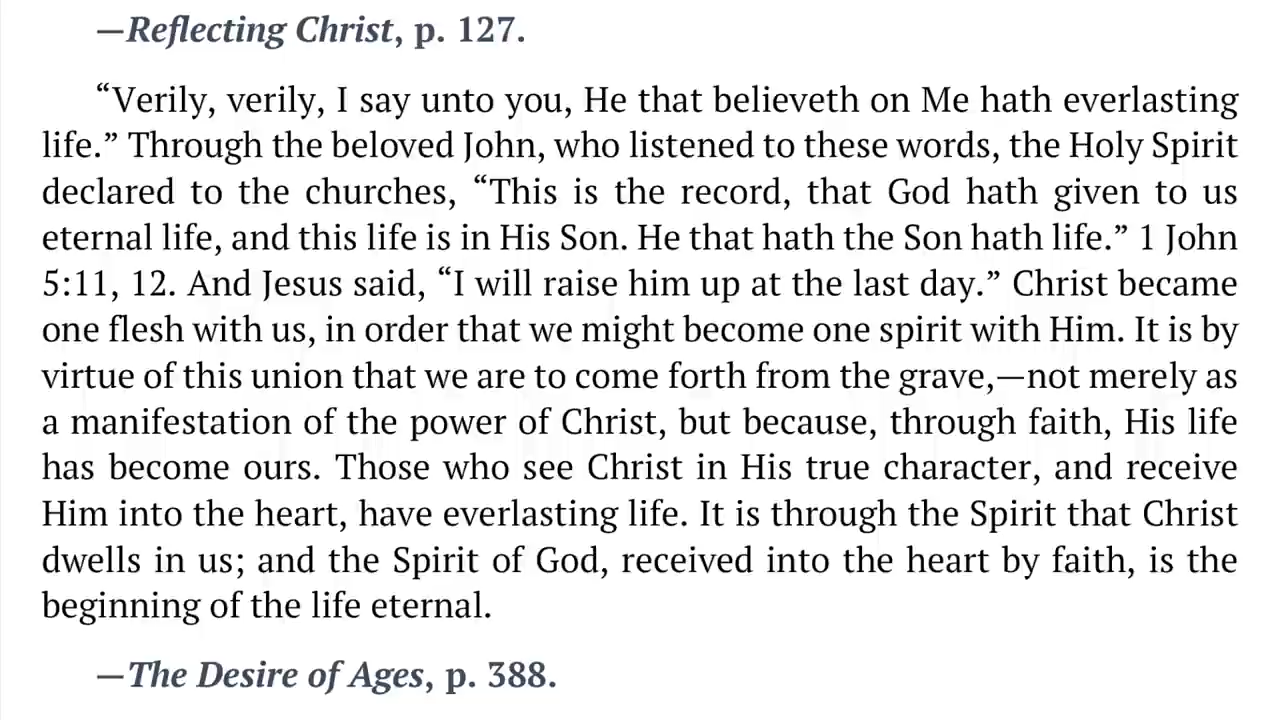 —Reflecting Christ, p. 127.
“Verily, verily, I say unto you, He that believeth on Me hath everlasting
life.” Through the beloved John, who listened to these words, the Holy Spirit
declared to the churches, “This is the record, that God hath given to us
eternal life, and this life is in His Son. He that hath the Son hath life.” 1 John
5:11, 12. And Jesus said, “I will raise him up at the last day.” Christ became
one flesh with us, in order that we might become one spirit with Him. It is by
virtue of this union that we are to come forth from the grave,—not merely as
a manifestation of the power of Christ, but because, through faith, His life
has become ours. Those who see Christ in His true character, and receive
Him into the heart, have everlasting life. It is through the Spirit that Christ
dwells in us; and the Spirit of God, received into the heart by faith, is the
beginning of the life eternal.
—The Desire of Ages, p. 388.